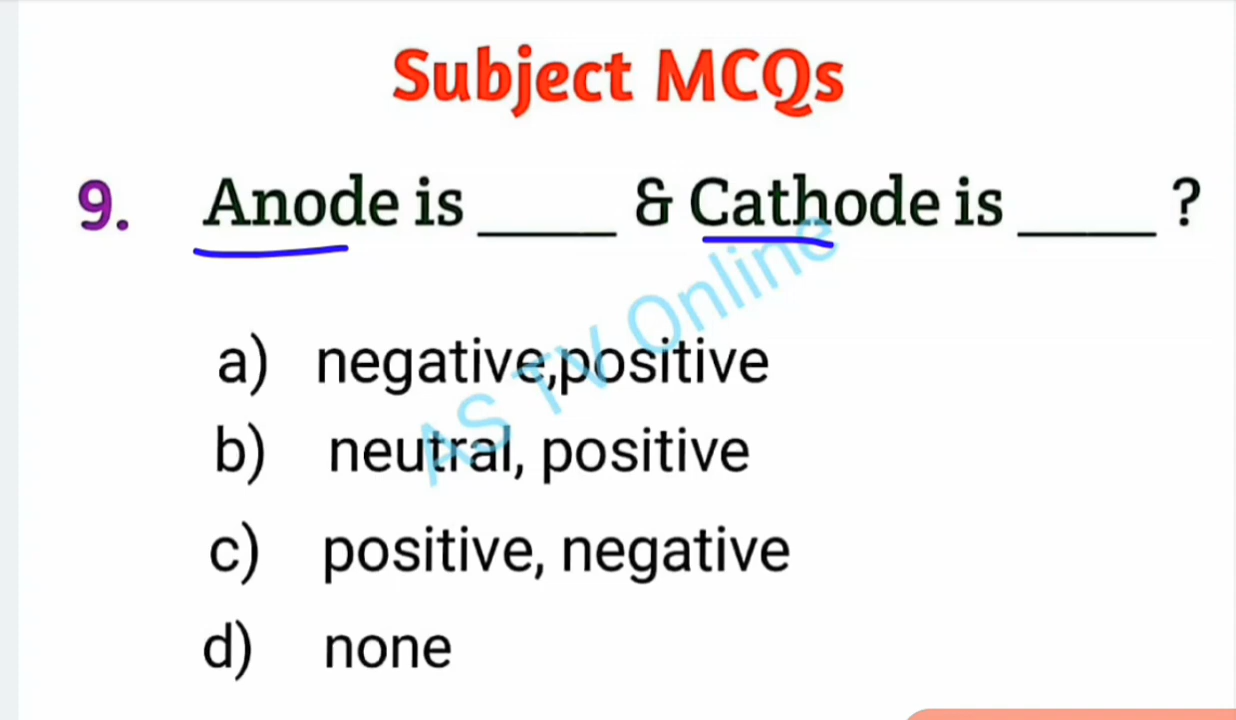 Subject MCQs
9. Anode is ____ & Cathode is ____ ?
a) negative,positive
b) neutral, positive
c) positive, negative
d) none
AS TV Online